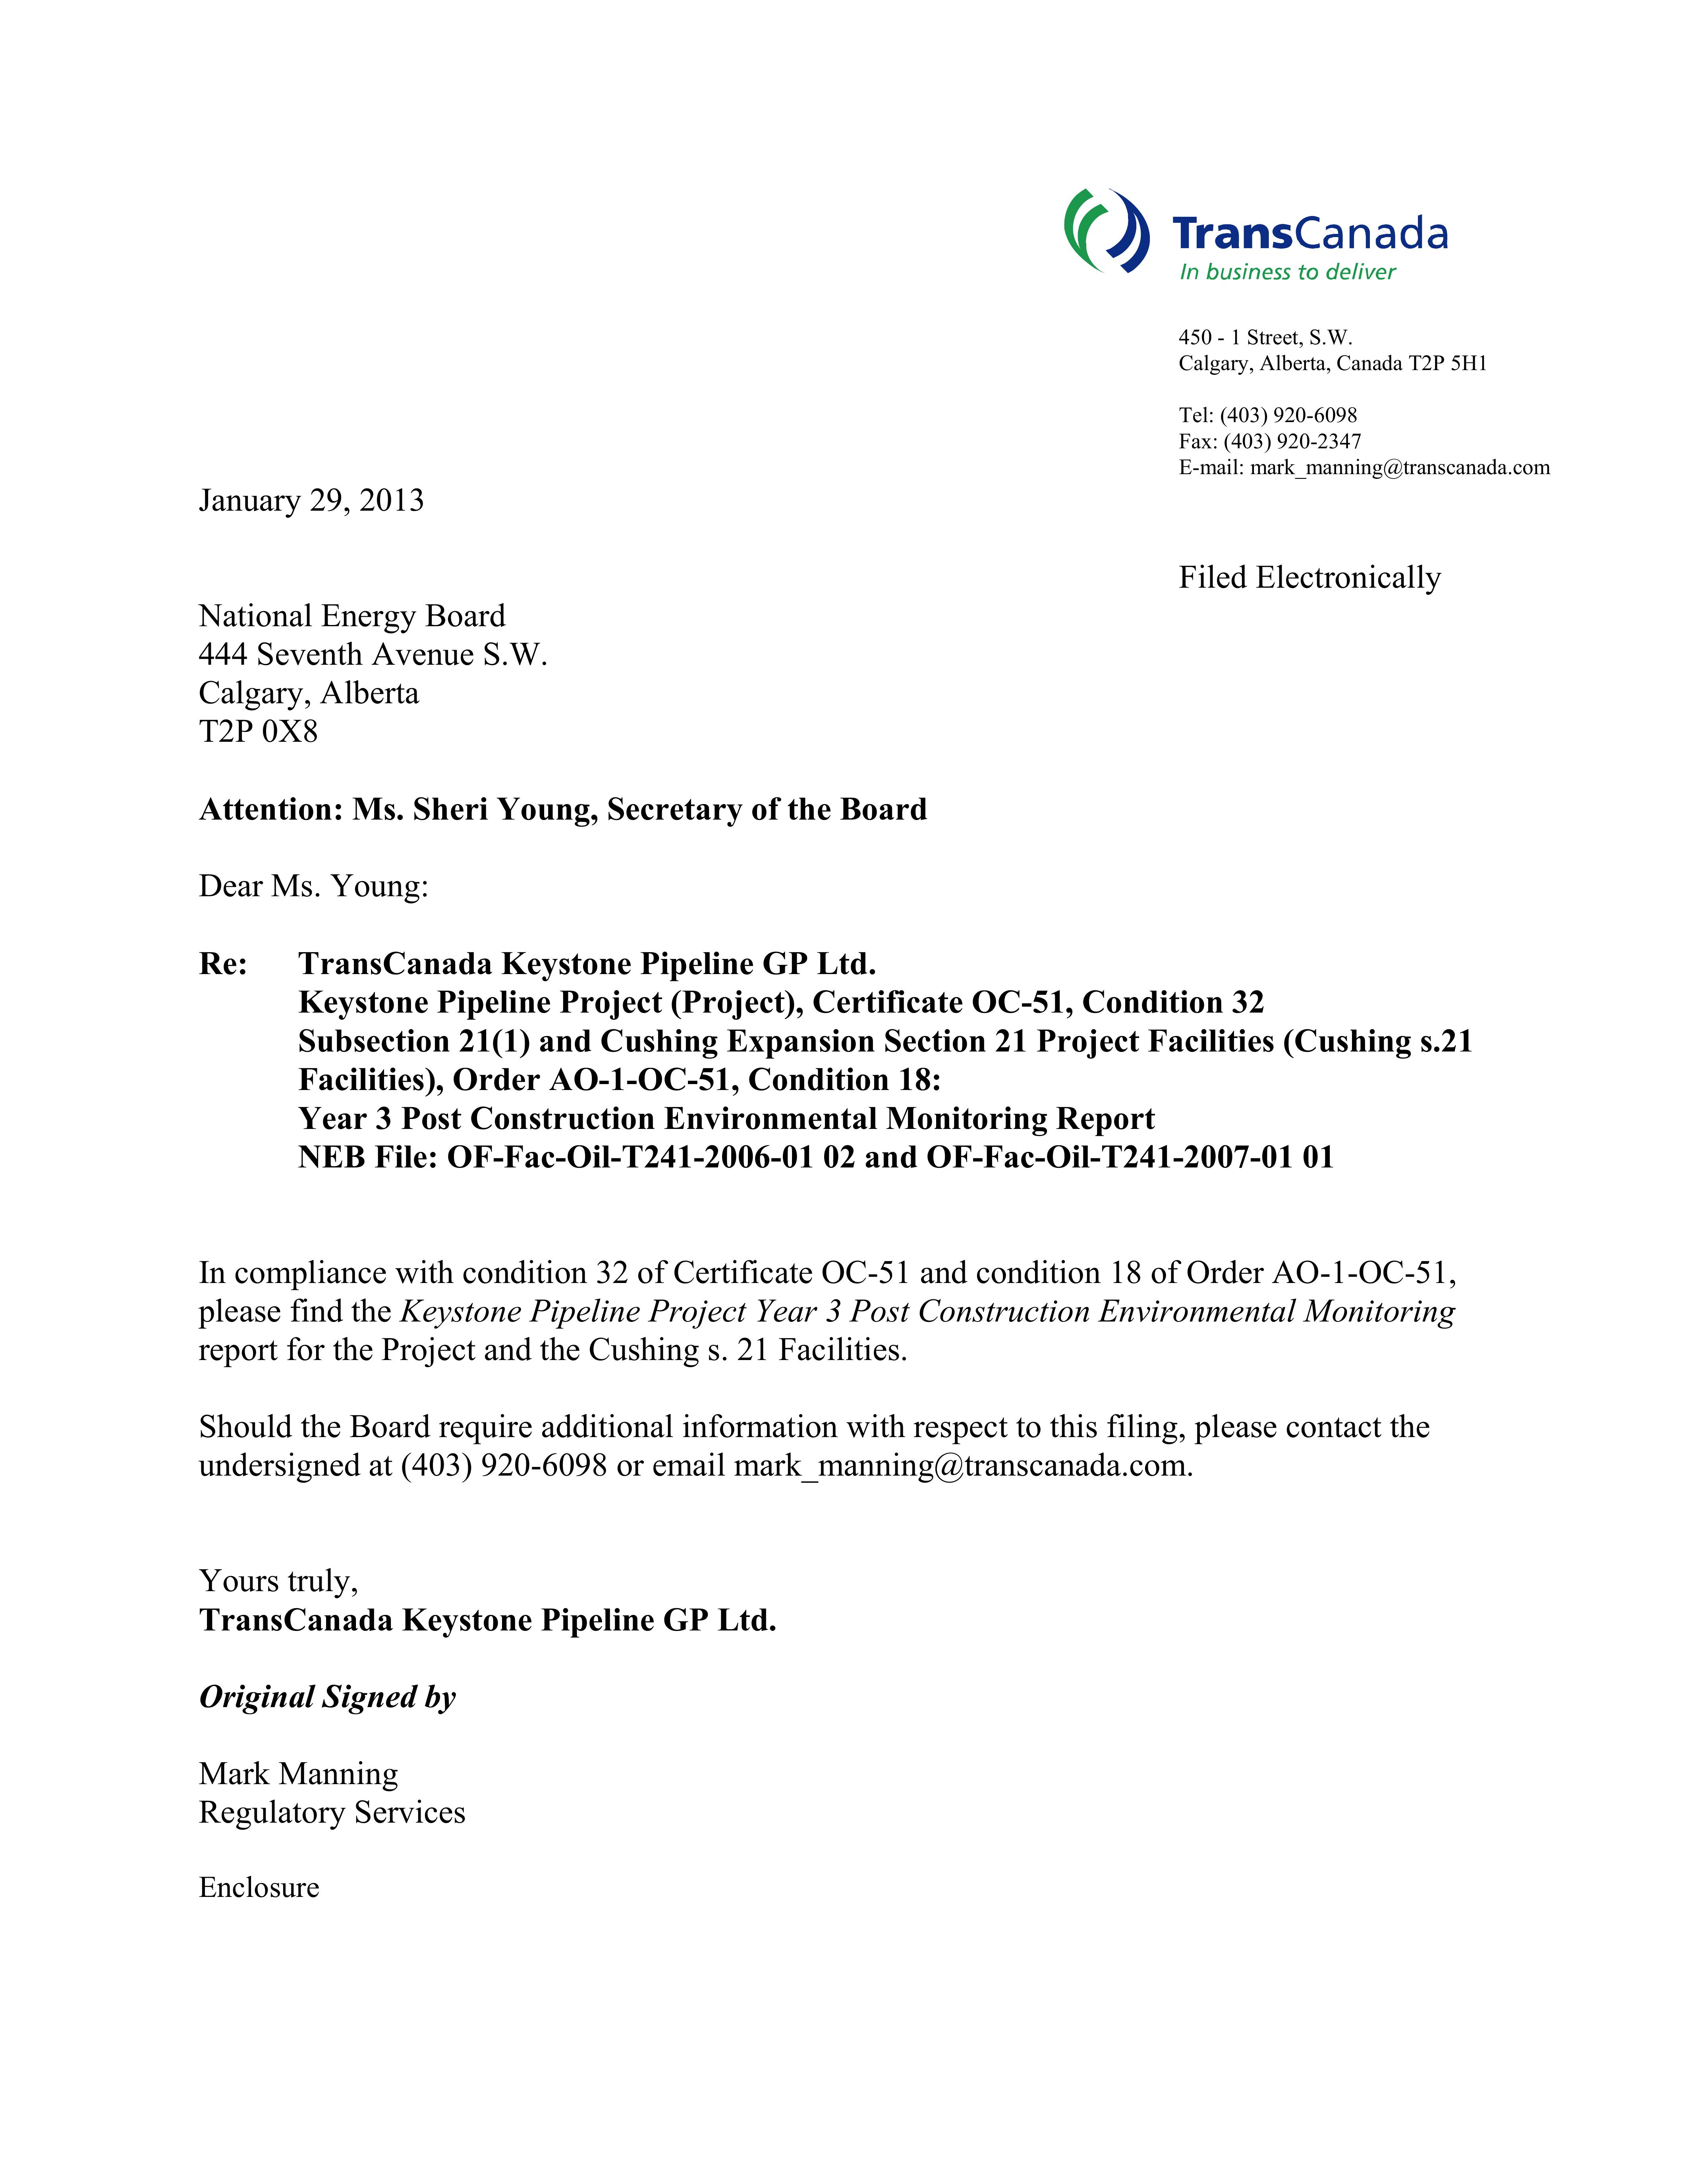 TransCanada
In business to deliver
450 - 1 Street, S.W.
Calgary, Alberta, Canada T2P 5H1
Tel: (403) 920-6098
Fax: (403) 920-2347
E-mail: mark_manning@transcanada.com
January 29, 2013
Filed Electronically
National Energy Board
444 Seventh Avenue S.W.
Calgary, Alberta
T2P 0X8
Attention: Ms. Sheri Young, Secretary of the Board
Dear Ms. Young:
Re: TransCanada Keystone Pipeline GP Ltd.
Keystone Pipeline Project (Project), Certificate OC-51, Condition 32
Subsection 21(1) and Cushing Expansion Section 21 Project Facilities (Cushing s.21
Facilities), Order AO-1-OC-51, Condition 18:
Year 3 Post Construction Environmental Monitoring Report
NEB File: OF-Fac-Oil-T241-2006-01 02 and OF-Fac-Oil-T241-2007-01 01
In compliance with condition 32 of Certificate OC-51 and condition 18 of Order AO-1-OC-51,
please find the Keystone Pipeline Project Year 3 Post Construction Environmental Monitoring
report for the Project and the Cushing s. 21 Facilities.
Should the Board require additional information with respect to this filing, please contact the
undersigned at (403) 920-6098 or email mark_manning@transcanada.com.
Yours truly,
TransCanada Keystone Pipeline GP Ltd.
Original Signed by
Mark Manning
Regulatory Services
Enclosure